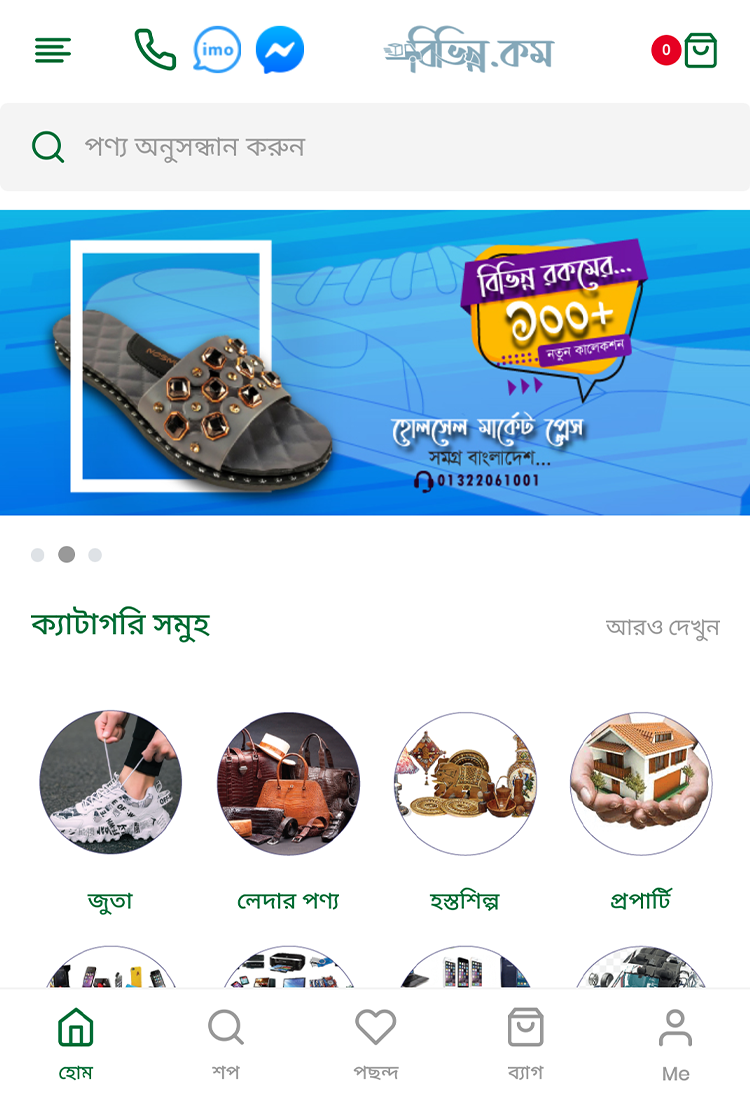 imo
বিভিন্ন.কম
0
পণ্য অনুসন্ধান করুন
বিভিন্ন রকমের...
১০০+
নতুন কালেকশন
হোলসেল মার্কেট প্লেস
সমগ্র বাংলাদেশ...
01322061001
ক্যাটাগরি সমুহ
আরও দেখুন
জুতা
লেদার পণ্য
হস্তশিল্প
প্রপার্টি
হোম
শপ
পছন্দ
ব্যাগ
Me